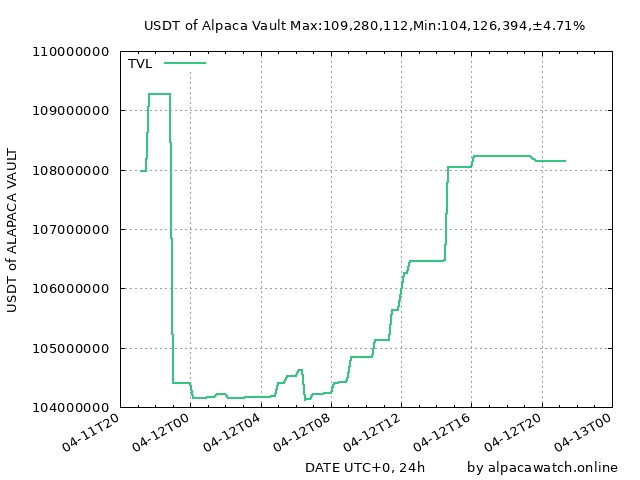 USDT of Alpaca Vault Max:109,280,112,Min:104,126,394,±4.71%
TVL
110000000
109000000
108000000
107000000
106000000
105000000
104000000
USDT of ALAPACA VAULT
04-11T20
04-12T00
04-12T04
04-12T08
04-12T12
04-12T16
04-12T20
04-13T00
DATE UTC+0, 24h
by alpacawatch.online